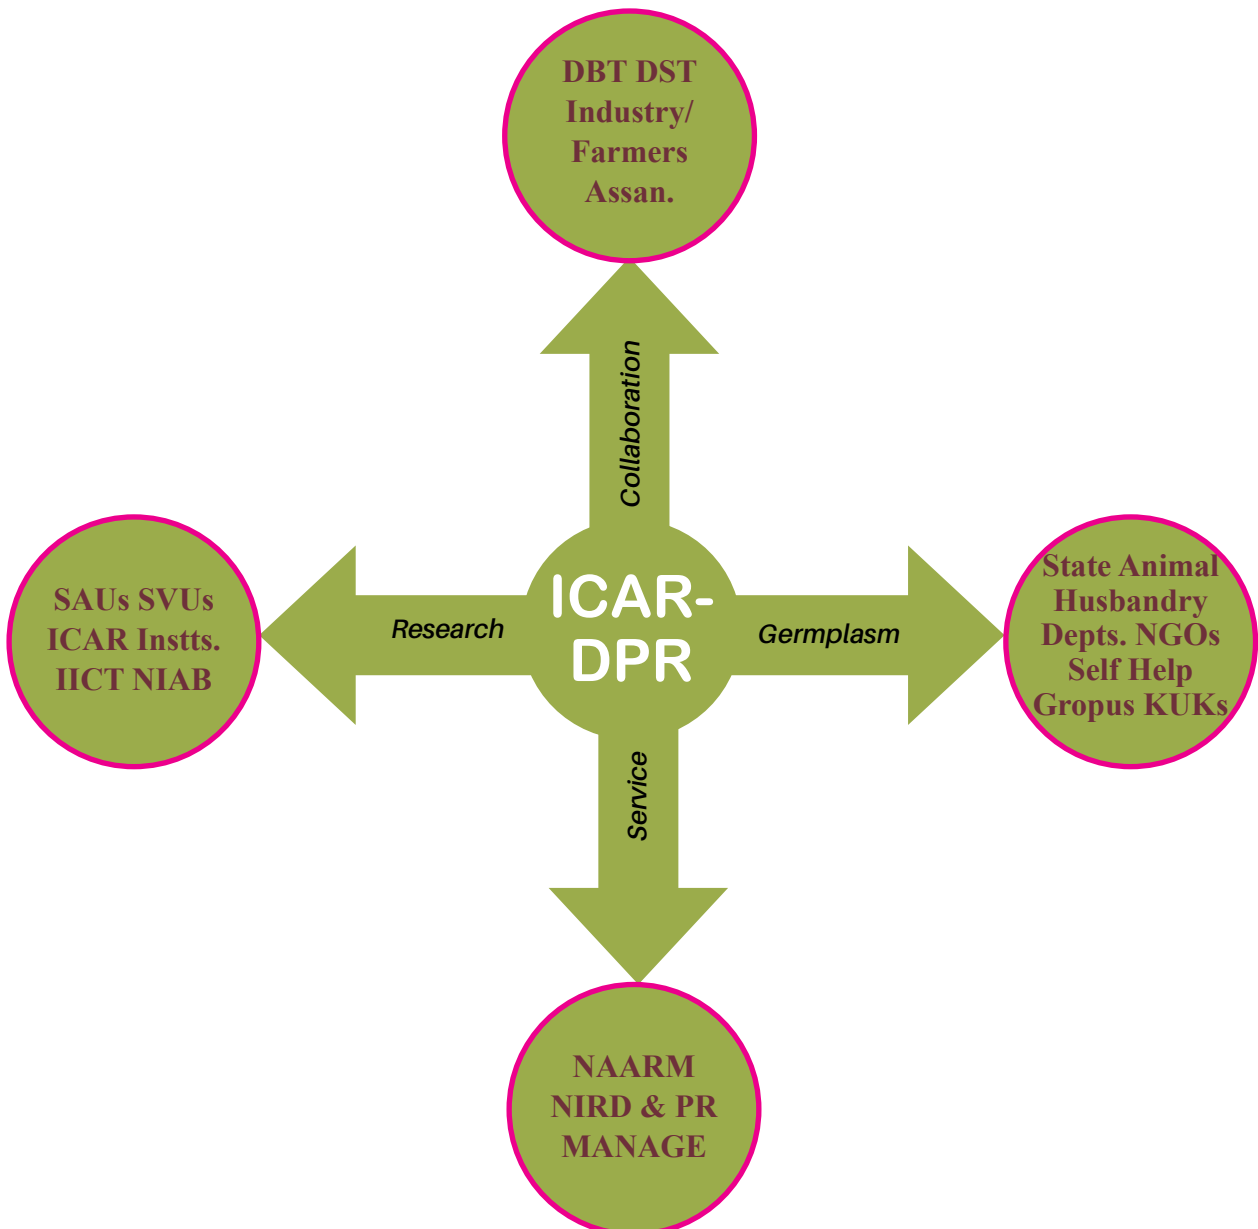 DBT DST
Industry/
Farmers
Assan.
Collaboration
SAUs SVUs
ICAR Instts.
IICT NIAB
Research
ICAR-
DPR
Germplasm
State Animal
Husbandry
Depts. NGOs
Self Help
Gropus KUKs
Service
NAARM
NIRD & PR
MANAGE